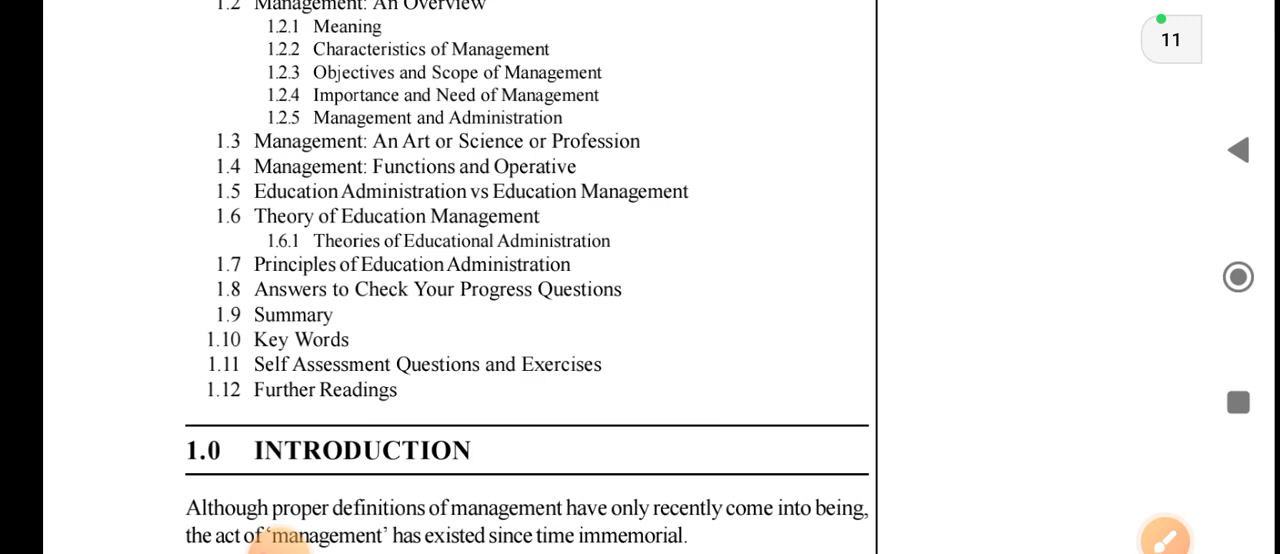 1.2 Management: An Overview
1.2.1 Meaning
1.2.2 Characteristics of Management
1.2.3 Objectives and Scope of Management
1.2.4 Importance and Need of Management
1.2.5 Management and Administration
1.3 Management: An Art or Science or Profession
1.4 Management: Functions and Operative
1.5 Education Administration vs Education Management
1.6 Theory of Education Management
1.6.1 Theories of Educational Administration
1.7 Principles of Education Administration
1.8 Answers to Check Your Progress Questions
1.9 Summary
1.10 Key Words
1.11 Self Assessment Questions and Exercises
1.12 Further Readings
1.0 INTRODUCTION
Although proper definitions of management have only recently come into being,
the act of ‘management’ has existed since time immemorial.
11